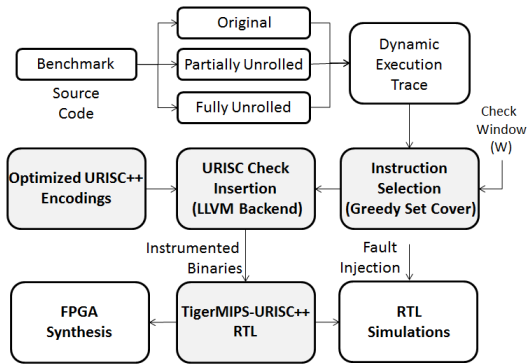 Original
Benchmark
Partially Unrolled
Dynamic
Execution
Trace
Source
Code
Fully Unrolled
Check
Window
(W)
Optimized URISC++
Encodings
URISC Check
Insertion
(LLVM Backend)
Instruction
Selection
(Greedy Set Cover)
Instrumented
Binaries
Fault
Injection
FPGA
Synthesis
TigerMIPS-URISC++
RTL
RTL
Simulations